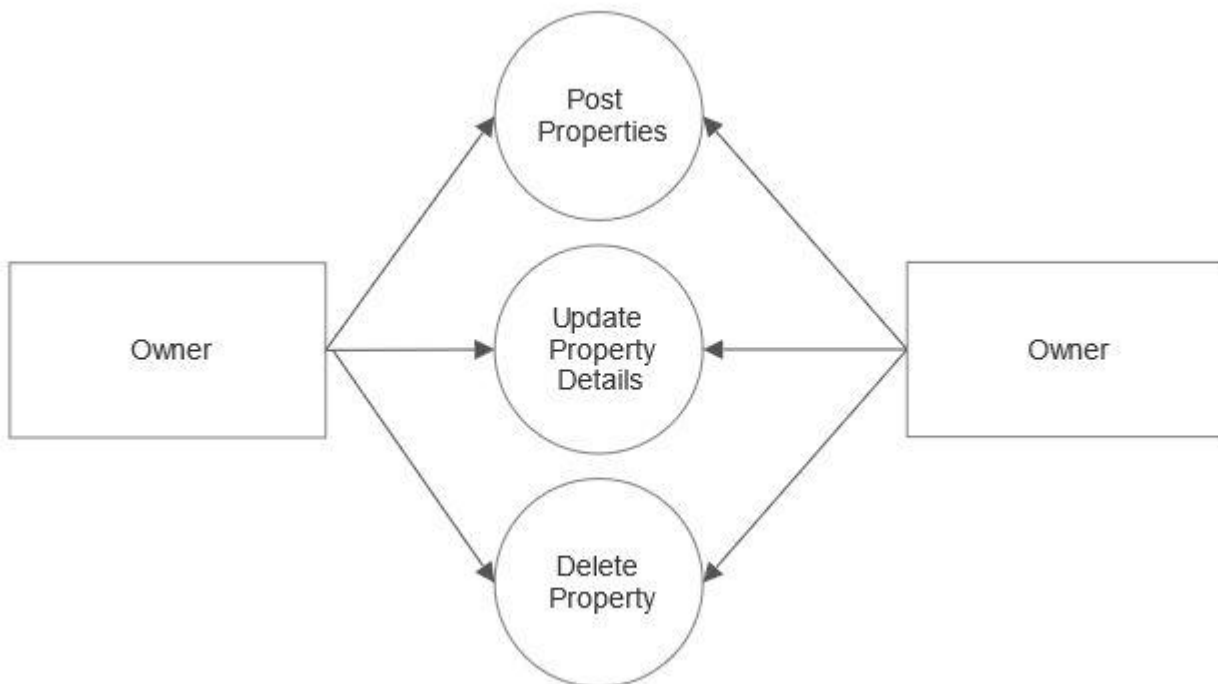 Post
Properties
Owner
Update
Property
Details
Owner
Delete
Property